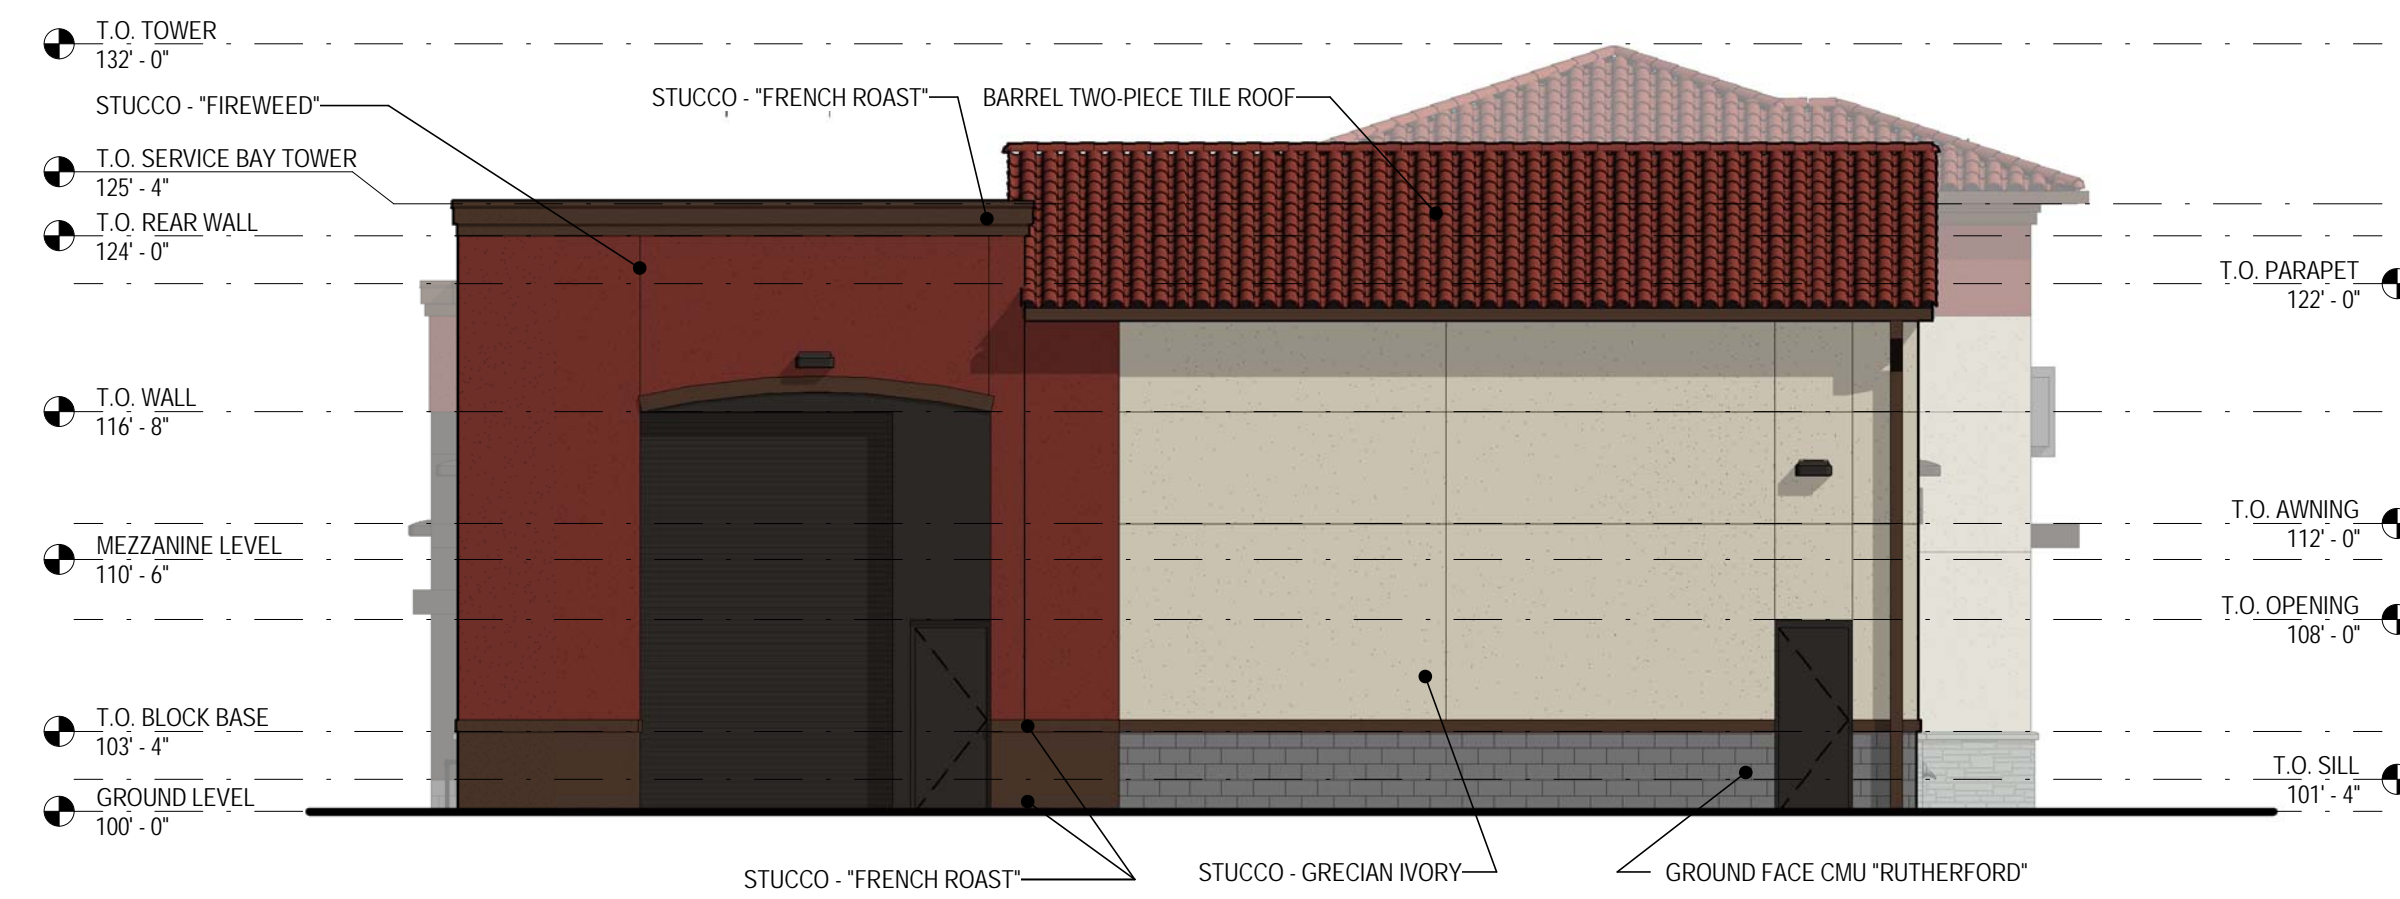 T.O. TOWER
132' - 0"
STUCCO - "FIREWEED"
STUCCO - "FRENCH ROAST"
BARREL TWO-PIECE TILE ROOF
T.O. SERVICE BAY TOWER
125' - 4"
T.O. REAR WALL
124' - 0"
T.O. PARAPET
122' - 0"
T.O. WALL
116' - 8"
T.O. AWNING
112' - 0"
MEZZANINE LEVEL
110' - 6"
T.O. OPENING
108' - 0"
T.O. BLOCK BASE
103' - 4"
T.O. SILL
101' - 4"
GROUND LEVEL
100' - 0"
STUCCO - "FRENCH ROAST"
STUCCO - GRECIAN IVORY
GROUND FACE CMU "RUTHERFORD"